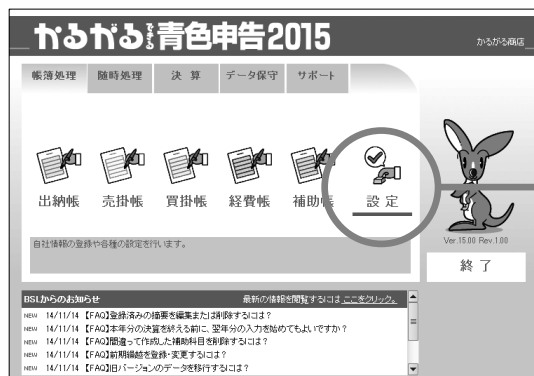 かるがるできる青色申告2015
かるがる商店
帳簿処理 随時処理 決 算 データ保守 サポート
出納帳 売掛帳 買掛帳 経費帳 補助帳 設 定
自社情報の登録や各種の設定を行います。
Ver.15.00 Rev.1.00
終 了
BSLからのお知らせ 最新の情報を閲覧するには ここをクリック。
NEW 14/11/14 【FAQ】登録済みの摘要を編集または削除するには？
NEW 14/11/14 【FAQ】本年分の決算を終える前に、翌年分の入力を始めてもよいですか？
NEW 14/11/14 【FAQ】間違って作成した補助科目を削除するには？
NEW 14/11/14 【FAQ】前期繰越を登録・変更するには？
NEW 14/11/14 【FAQ】旧バージョンのデータを移行するには？